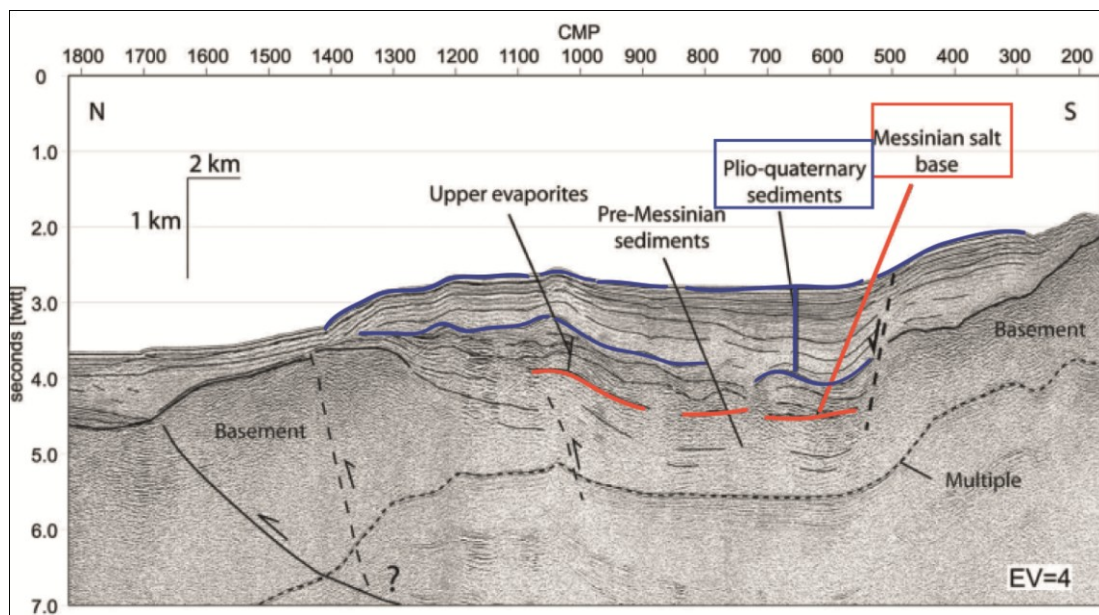 CMP
1800 1700 1600 1500 1400 1300 1200 1100 1000 900 800 700 600 500 400 300 200
0
N
S
1.0
2 km
1 km
Messinian salt
base
Plio-quaternary
sediments
Upper evaporites
Pre-Messinian
sediments
2.0
3.0
seconds [twtt]
Basement
4.0
Basement
5.0
Multiple
6.0
?
EV=4
7.0